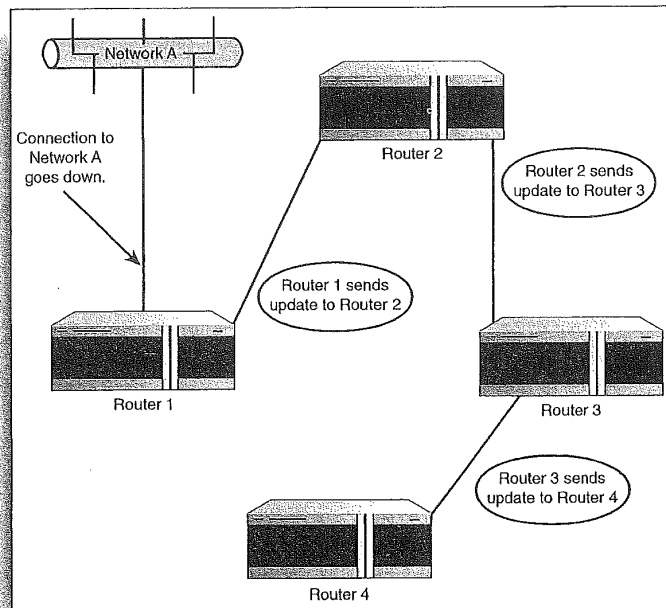 Network A
Connection to
Network A
goes down.
Router 2
Router 2 sends
update to Router 3
Router 1 sends
update to Router 2
Router 1
Router 3
Router 3 sends
update to Router 4
Router 4